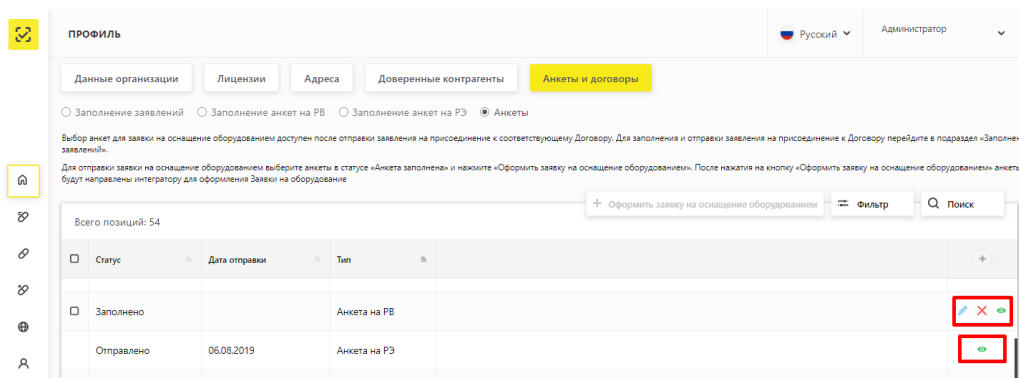 ПРОФИЛЬ
Русский
Администратор
Данные организации
Лицензии
Адреса
Доверенные контрагенты
Анкеты и договоры
Заполнение заявлений
Заполнение анкет на РВ
Заполнение анкет на РЭ
Анкеты
Выбор анкет для заявки на оснащение оборудованием доступен после отправки заявления на присоединение к соответствующему Договору. Для заполнения и отправки заявления на присоединение к Договору перейдите в подраздел «Заполнен
заявлений».
Для отправки заявки на оснащение оборудованием выберите анкеты в статусе «Анкета заполнена» и нажмите «Оформить заявку на оснащение оборудованием». После нажатия на кнопку «Оформить заявку на оснащение оборудованием» анкеты
будут направлены интегратору для оформления Заявки на оборудование
+ Оформить заявку на оснащение оборудованием
Фильтр
Поиск
Всего позиций: 54
Статус
Дата отправки
Тип
Заполнено
Анкета на РВ
Отправлено
06.08.2019
Анкета на РЭ